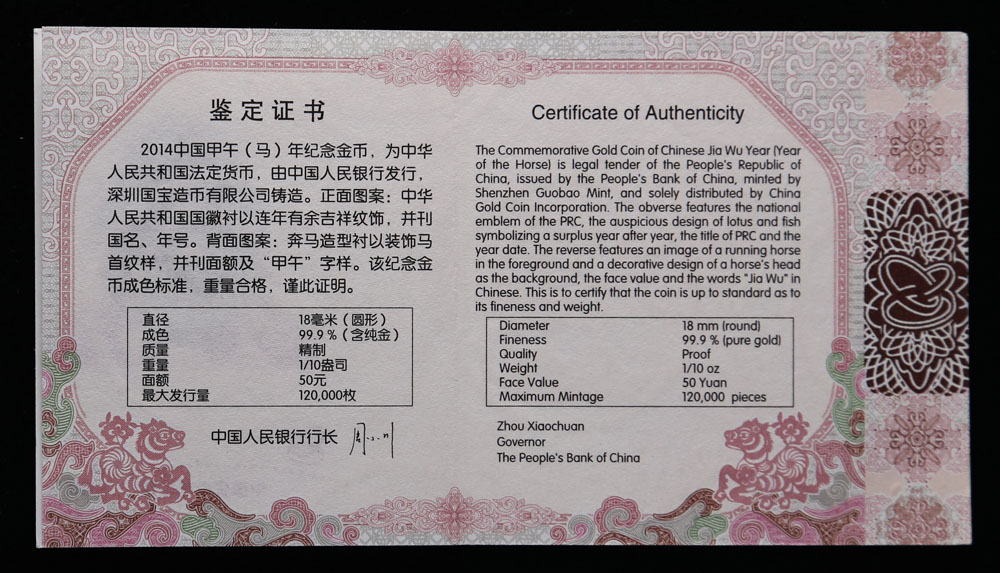 鉴定证书
2014中国甲午（马）年纪念金币，为中华
人民共和国法定货币，由中国人民银行发行，
深圳国宝造币有限公司铸造。正面图案：中华
人民共和国国徽衬以连年有余吉祥纹饰，并刊
国名、年号。背面图案：奔马造型衬以装饰马
首纹样，并刊面额及“甲午”字样。该纪念金
币成色标准，重量合格，谨此证明。
直径 18毫米（圆形）
成色 99.9％（含纯金）
质量 精制
重量 1/10盎司
面额 50元
最大发行量 120,000枚
中国人民银行行长
Certificate of Authenticity
The Commemorative Gold Coin of Chinese Jia Wu Year (Year
of the Horse) is legal tender of the People's Republic of
China, issued by the People's Bank of China, minted by
Shenzhen Guobao Mint, and solely distributed by China
Gold Coin Incorporation. The obverse features the national
emblem of the PRC, the auspicious design of lotus and fish
symbolizing a surplus year after year, the title of PRC and the
year date. The reverse features an image of a running horse
in the foreground and a decorative design of a horse's head
as the background, the face value and the words "Jia Wu" in
Chinese. This is to certify that the coin is up to standard as to
its fineness and weight.
Diameter 18 mm (round)
Fineness 99.9 % (pure gold)
Quality Proof
Weight 1/10 oz
Face Value 50 Yuan
Maximum Mintage 120,000 pieces
Zhou Xiaochuan
Governor
The People's Bank of China